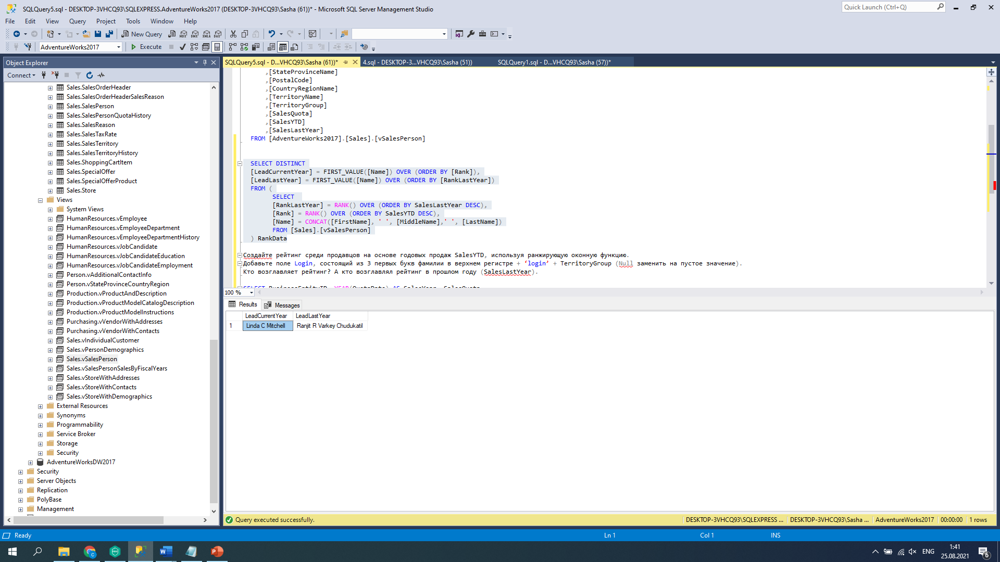 SQLQuery5.sql - DESKTOP-3VHCQ93\SQLEXPRESS.AdventureWorks2017 (DESKTOP-3VHCQ93\Sasha (61))* - Microsoft SQL Server Management Studio
Quick Launch (Ctrl+Q)
File Edit View Query Project Tools Window Help
New Query
MDX DMX XMLA DAX
AdventureWorks2017
Execute
Object Explorer
Connect
Sales.SalesOrderHeader
Sales.SalesOrderHeaderSalesReason
Sales.SalesPerson
Sales.SalesPersonQuotaHistory
Sales.SalesReason
Sales.SalesTaxRate
Sales.SalesTerritory
Sales.SalesTerritoryHistory
Sales.ShoppingCartItem
Sales.SpecialOffer
Sales.SpecialOfferProduct
Sales.Store
Views
System Views
HumanResources.vEmployee
HumanResources.vEmployeeDepartment
HumanResources.vEmployeeDepartmentHistory
HumanResources.vJobCandidate
HumanResources.vJobCandidateEducation
HumanResources.vJobCandidateEmployment
Person.vAdditionalContactInfo
Person.vStateProvinceCountryRegion
Production.vProductAndDescription
Production.vProductModelCatalogDescription
Production.vProductModelInstructions
Purchasing.vVendorWithAddresses
Purchasing.vVendorWithContacts
Sales.vIndividualCustomer
Sales.vPersonDemographics
Sales.vSalesPerson
Sales.vSalesPersonSalesByFiscalYears
Sales.vStoreWithAddresses
Sales.vStoreWithContacts
Sales.vStoreWithDemographics
External Resources
Synonyms
Programmability
Service Broker
Storage
Security
AdventureWorksDW2017
Security
Server Objects
Replication
PolyBase
Management
SQLQuery5.sql - D...VHCQ93\Sasha (61))* 4.sql - DESKTOP-3...VHCQ93\Sasha (51)) SQLQuery1.sql - D...VHCQ93\Sasha (57))*
,[StateProvinceName]
,[PostalCode]
,[CountryRegionName]
,[TerritoryName]
,[TerritoryGroup]
,[SalesQuota]
,[SalesYTD]
,[SalesLastYear]
FROM [AdventureWorks2017].[Sales].[vSalesPerson]
SELECT DISTINCT
[LeadCurrentYear] = FIRST_VALUE([Name]) OVER (ORDER BY [Rank]),
[LeadLastYear] = FIRST_VALUE([Name]) OVER (ORDER BY [RankLastYear])
FROM (
SELECT
[RankLastYear] = RANK() OVER (ORDER BY SalesLastYear DESC),
[Rank] = RANK() OVER (ORDER BY SalesYTD DESC),
[Name] = CONCAT([FirstName], ' ', [MiddleName],' ', [LastName])
FROM [Sales].[vSalesPerson]
) RankData
Создайте рейтинг среди продавцов на основе годовых продаж SalesYTD, используя ранжирующую оконную функцию.
Добавьте поле Login, состоящий из 3 первых букв фамилии в верхнем регистре + ‘login’ + TerritoryGroup (Null заменить на пустое значение).
Кто возглавляет рейтинг? А кто возглавлял рейтинг в прошлом году (SalesLastYear).
SELECT BusinessEntityID, YEAR(QuotaDate) AS SalesYear, SalesQuota
100 %
Results Messages
LeadCurrentYear LeadLastYear
1 Linda C Mitchell Ranjit R Varkey Chudukatil
Query executed successfully. DESKTOP-3VHCQ93\SQLEXPRESS ... DESKTOP-3VHCQ93\Sasha ... AdventureWorks2017 00:00:00 1 rows
Ready Ln 1 Col 1 INS
ENG 1:41
25.08.2021
6